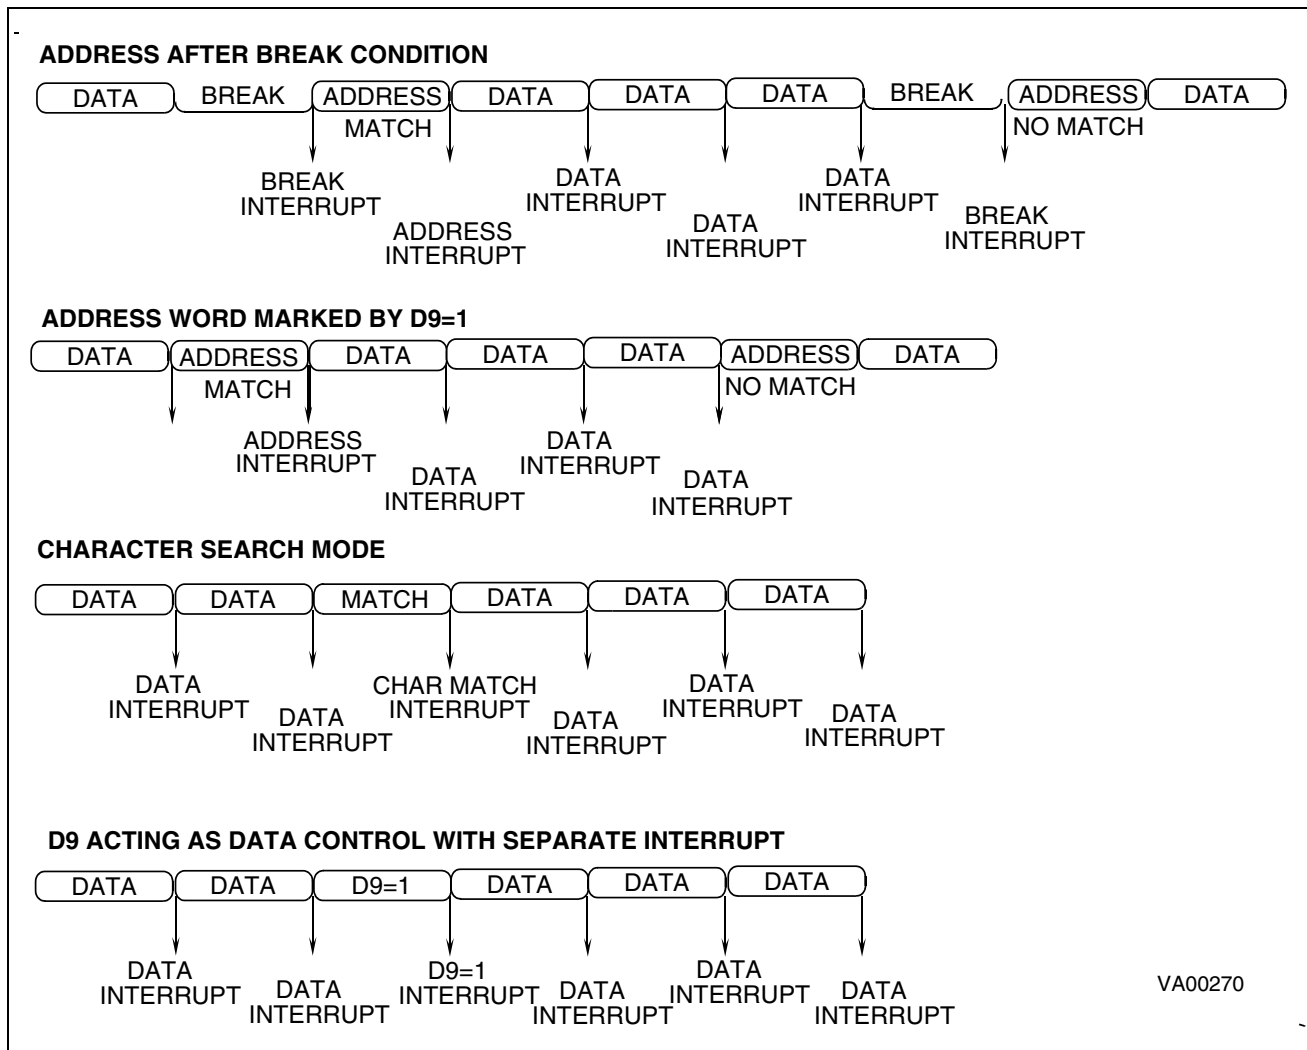 ADDRESS AFTER BREAK CONDITION
DATA BREAK ADDRESS DATA DATA DATA BREAK ADDRESS DATA
MATCH NO MATCH
BREAK INTERRUPT
ADDRESS INTERRUPT
DATA INTERRUPT
DATA INTERRUPT
DATA INTERRUPT
BREAK INTERRUPT
ADDRESS WORD MARKED BY D9=1
DATA ADDRESS DATA DATA DATA ADDRESS DATA
MATCH NO MATCH
ADDRESS INTERRUPT
DATA INTERRUPT
DATA INTERRUPT
DATA INTERRUPT
CHARACTER SEARCH MODE
DATA DATA MATCH DATA DATA DATA
DATA INTERRUPT
DATA INTERRUPT
CHAR MATCH INTERRUPT
DATA INTERRUPT
DATA INTERRUPT
DATA INTERRUPT
D9 ACTING AS DATA CONTROL WITH SEPARATE INTERRUPT
DATA DATA D9=1 DATA DATA DATA
DATA INTERRUPT
DATA INTERRUPT
D9=1 INTERRUPT
DATA INTERRUPT
DATA INTERRUPT
DATA INTERRUPT
VA00270